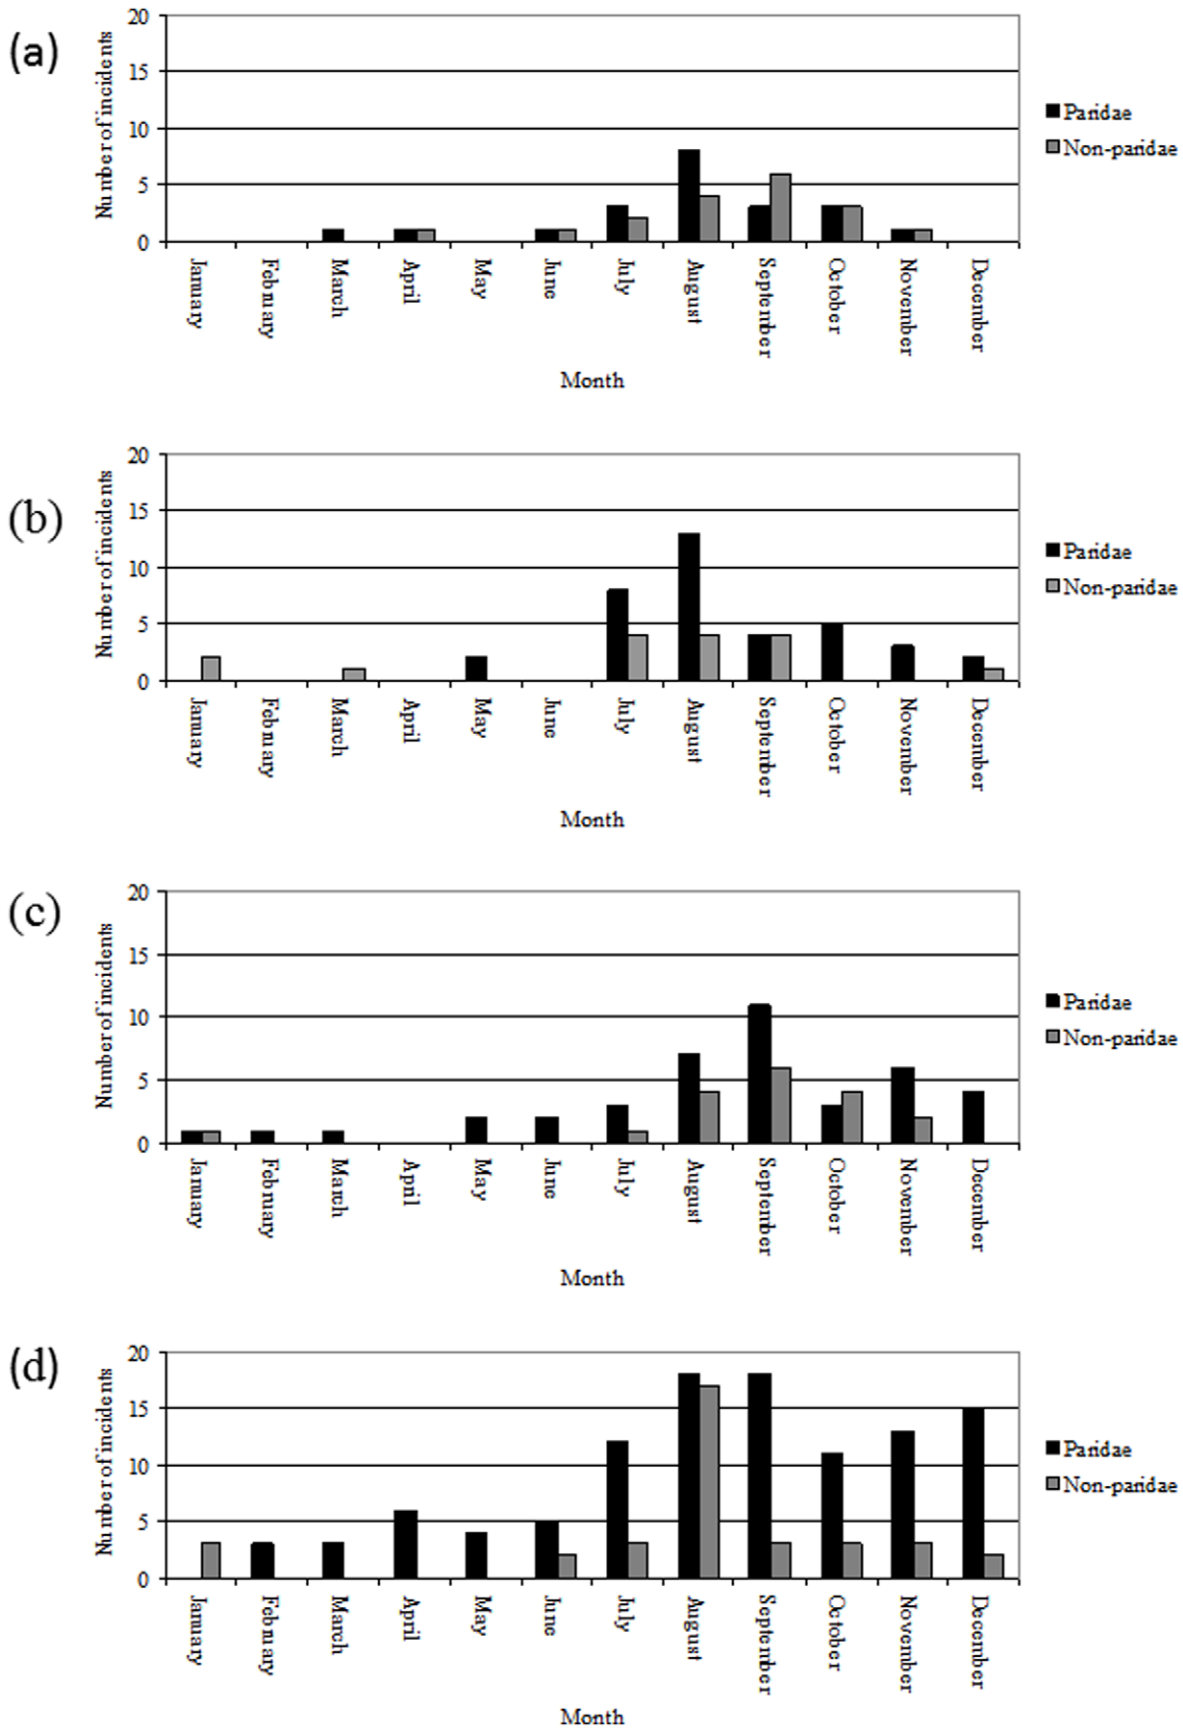 (a)
Number of incidents
20
15
10
5
0
January
February
March
April
May
June
July
August
September
October
November
December
Month
Paridae
Non-paridae
(b)
Number of incidents
20
15
10
5
0
January
February
March
April
May
June
July
August
September
October
November
December
Month
Paridae
Non-paridae
(c)
Number of incidents
20
15
10
5
0
January
February
March
April
May
June
July
August
September
October
November
December
Month
Paridae
Non-paridae
(d)
Number of incidents
20
15
10
5
0
January
February
March
April
May
June
July
August
September
October
November
December
Month
Paridae
Non-paridae